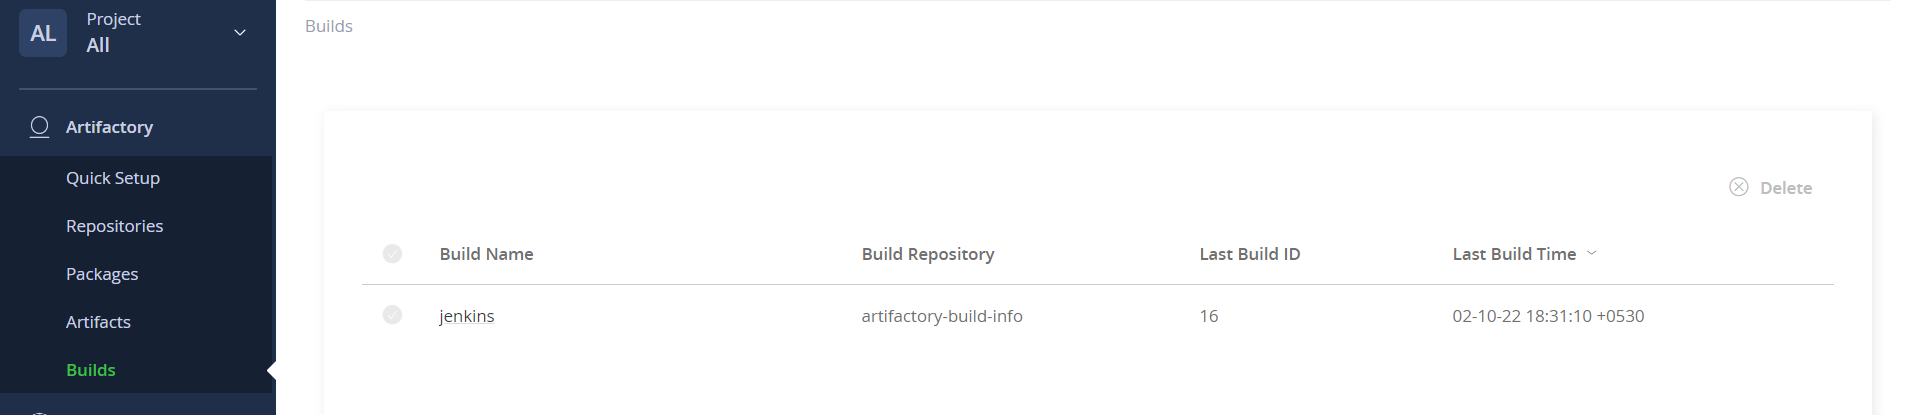 AL
Project
All
Artifactory
Quick Setup
Repositories
Packages
Artifacts
Builds
Builds
Delete
Build Name Build Repository Last Build ID Last Build Time
jenkins artifactory-build-info 16 02-10-22 18:31:10 +0530